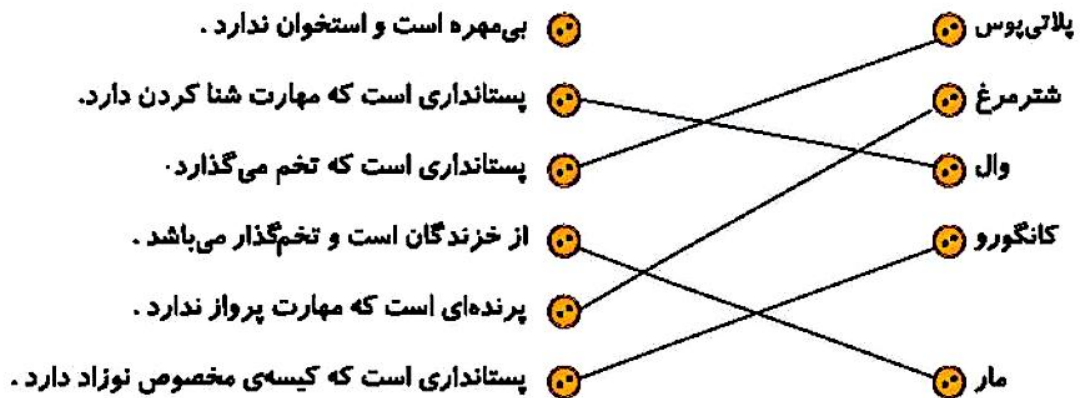 پلاتی‌پوس بی‌مهره است و استخوان ندارد .
شترمرغ پستانداری است که مهارت شنا کردن دارد.
وال پستانداری است که تخم می‌گذارد.
کانگورو از خزندگان است و تخم‌گذار می‌باشد .
پرنده‌ای است که مهارت پرواز ندارد .
مار پستانداری است که کیسه‌ی مخصوص نوزاد دارد .